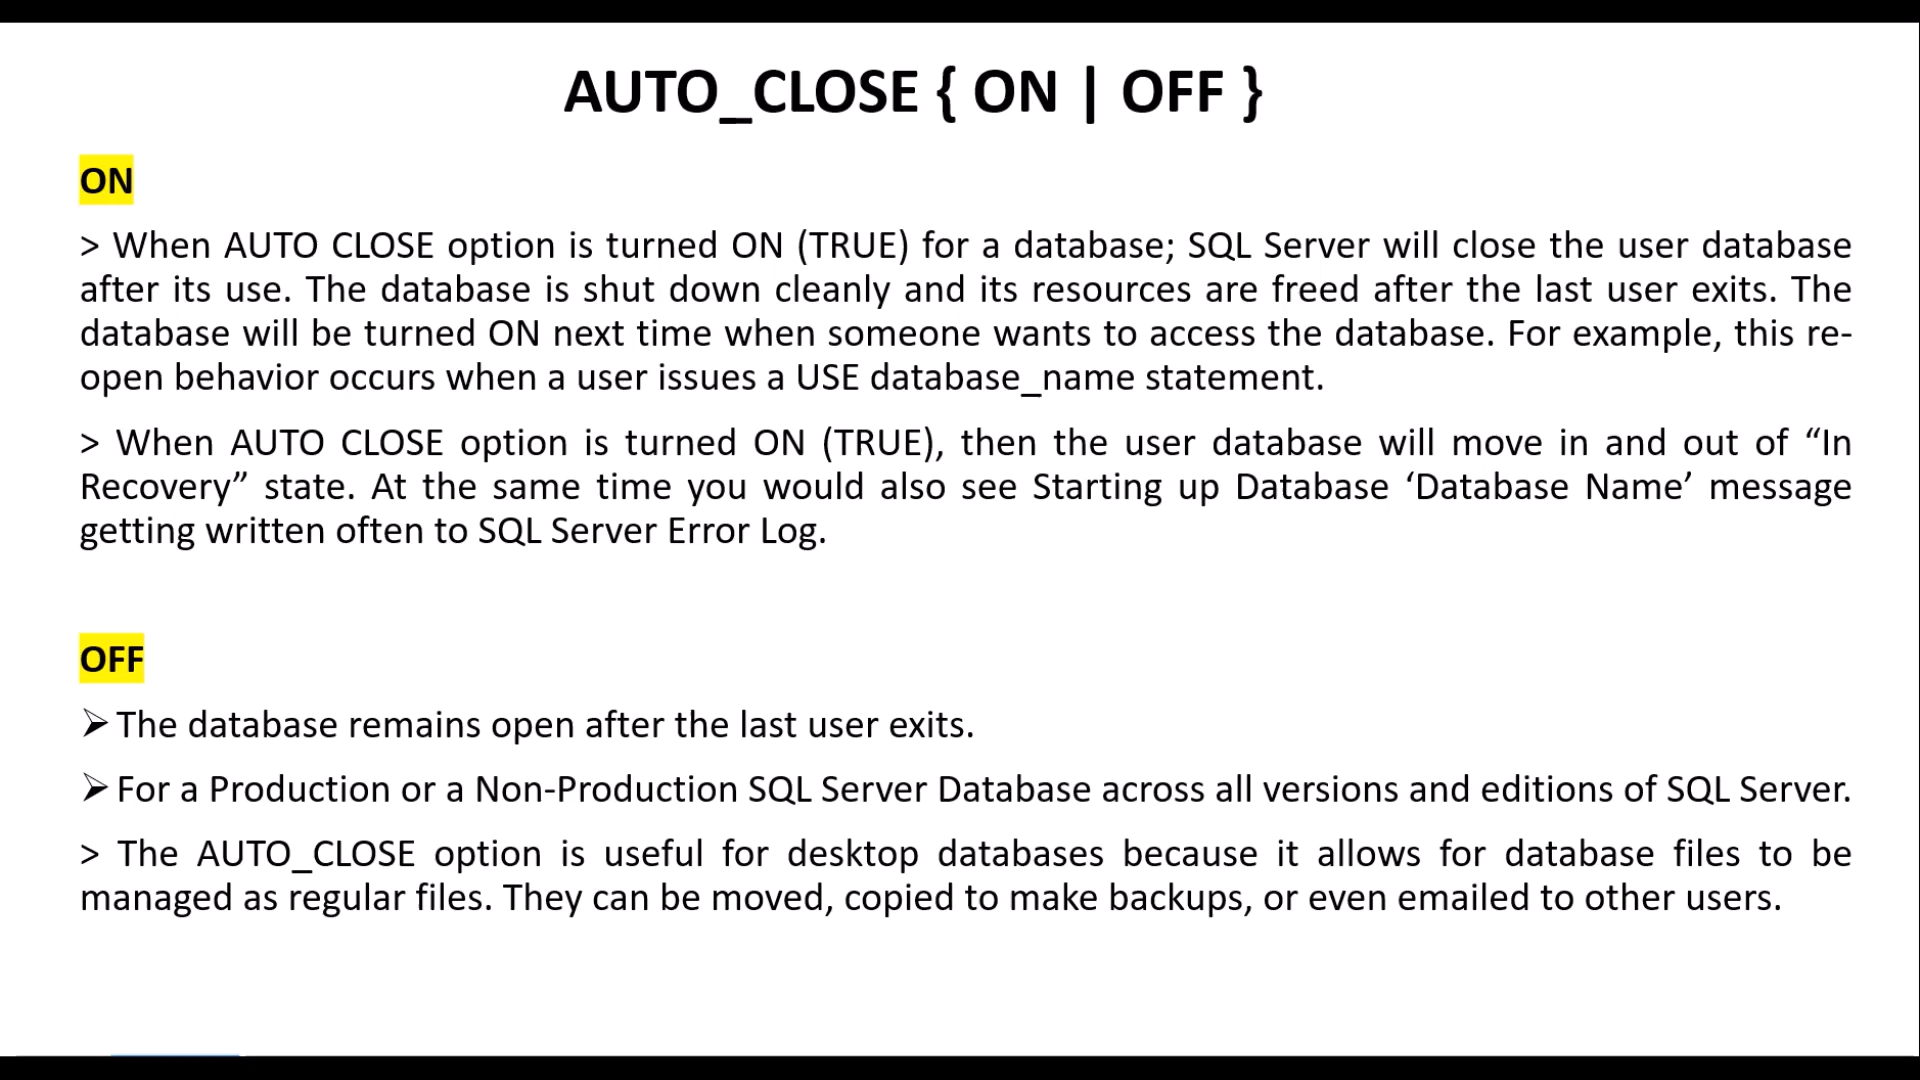 AUTO_CLOSE { ON | OFF }
ON
> When AUTO CLOSE option is turned ON (TRUE) for a database; SQL Server will close the user database
after its use. The database is shut down cleanly and its resources are freed after the last user exits. The
database will be turned ON next time when someone wants to access the database. For example, this re-
open behavior occurs when a user issues a USE database_name statement.
> When AUTO CLOSE option is turned ON (TRUE), then the user database will move in and out of “In
Recovery” state. At the same time you would also see Starting up Database ‘Database Name’ message
getting written often to SQL Server Error Log.
OFF
➢ The database remains open after the last user exits.
➢ For a Production or a Non-Production SQL Server Database across all versions and editions of SQL Server.
> The AUTO_CLOSE option is useful for desktop databases because it allows for database files to be
managed as regular files. They can be moved, copied to make backups, or even emailed to other users.